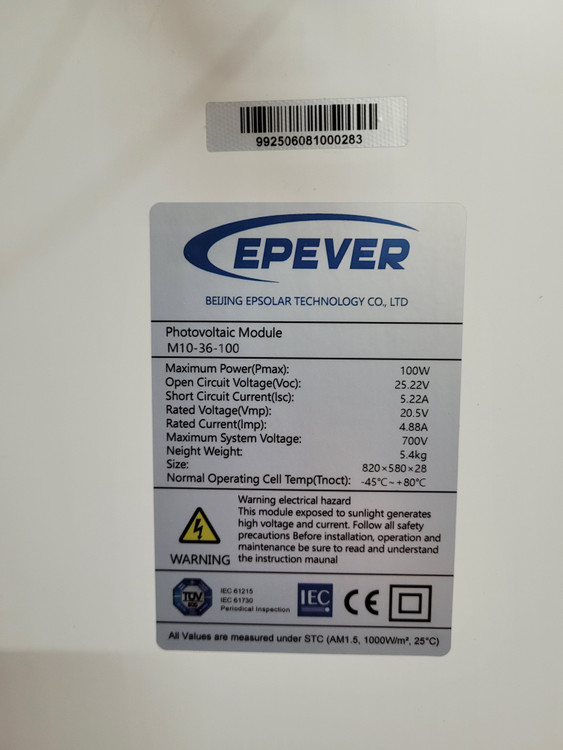 992506081000283
EPEVER
BEIJING EPSOLAR TECHNOLOGY CO., LTD
Photovoltaic Module
M10-36-100
Maximum Power(Pmax): 100W
Open Circuit Voltage(Voc): 25.22V
Short Circuit Current(Isc): 5.22A
Rated Voltage(Vmp): 20.5V
Rated Current(Imp): 4.88A
Maximum System Voltage: 700V
Neight Weight: 5.4kg
Size: 820×580×28
Normal Operating Cell Temp(Tnoct): -45℃~+80℃
Warning electrical hazard
This module exposed to sunlight generates
high voltage and current. Follow all safety
precautions Before installation, operation and
maintenance be sure to read and understand
WARNING the instruction maunal
TÜV
IEC 61215
IEC 61730
Periodical Inspection
IEC
CE
All Values are measured under STC (AM1.5, 1000W/m², 25°C)